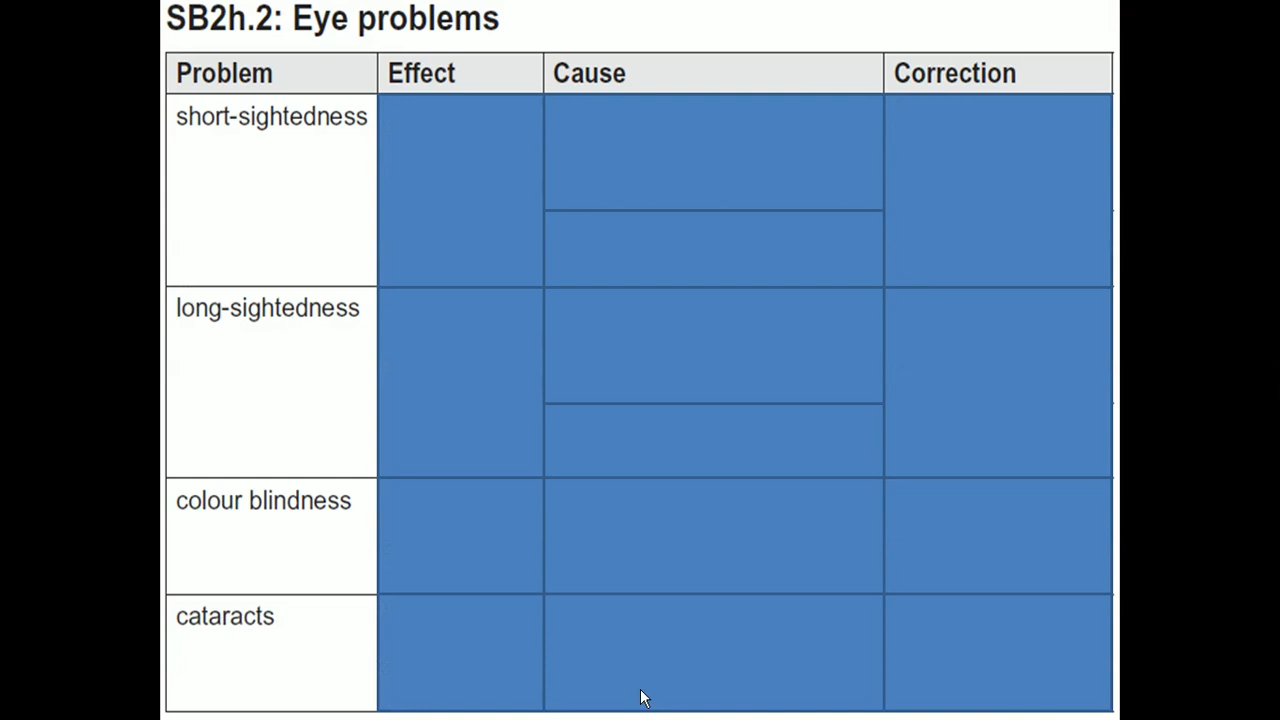 SB2h.2: Eye problems
Problem Effect Cause Correction
short-sightedness
long-sightedness
colour blindness
cataracts